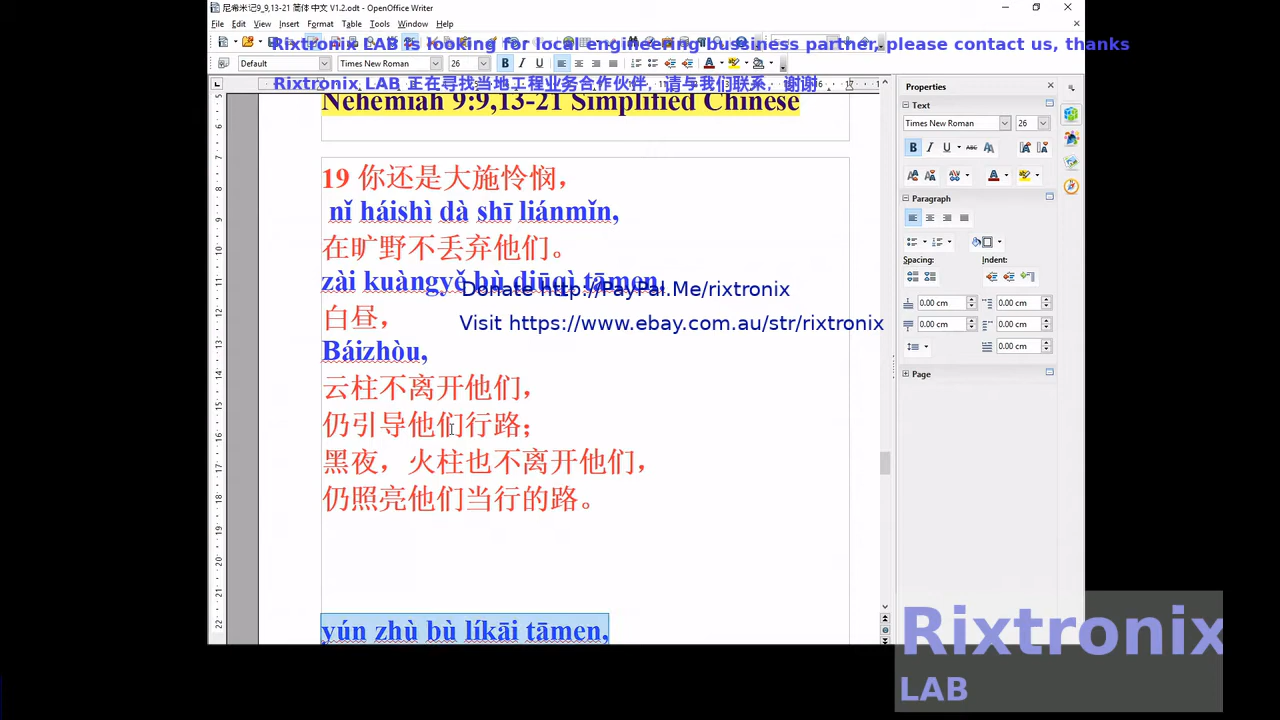 尼希米记9_9,13-21 简体 中文 V1.2.odt - OpenOffice Writer
File Edit View Insert Format Table Tools Window Help
Rixtronix LAB is looking for local engineering bussiness partner, please contact us, thanks
Default Times New Roman 26
Rixtronix LAB 正在寻找当地工程业务合作伙伴，请与我们联系，谢谢
Nehemiah 9:9,13-21 Simplified Chinese
19 你还是大施怜悯，
nǐ háishì dà shī liánmǐn,
在旷野不丢弃他们。
zài kuàngyě bù diūqì tāmen.
Donate http://PayPal.Me/rixtronix
白昼，
Visit https://www.ebay.com.au/str/rixtronix
Báizhòu,
云柱不离开他们，
仍引导他们行路；
黑夜，火柱也不离开他们，
仍照亮他们当行的路。
yún zhù bù líkāi tāmen,
Properties
Text
Times New Roman 26
Paragraph
Spacing: Indent:
0.00 cm 0.00 cm
0.00 cm 0.00 cm
0.00 cm
Page
Rixtronix
LAB